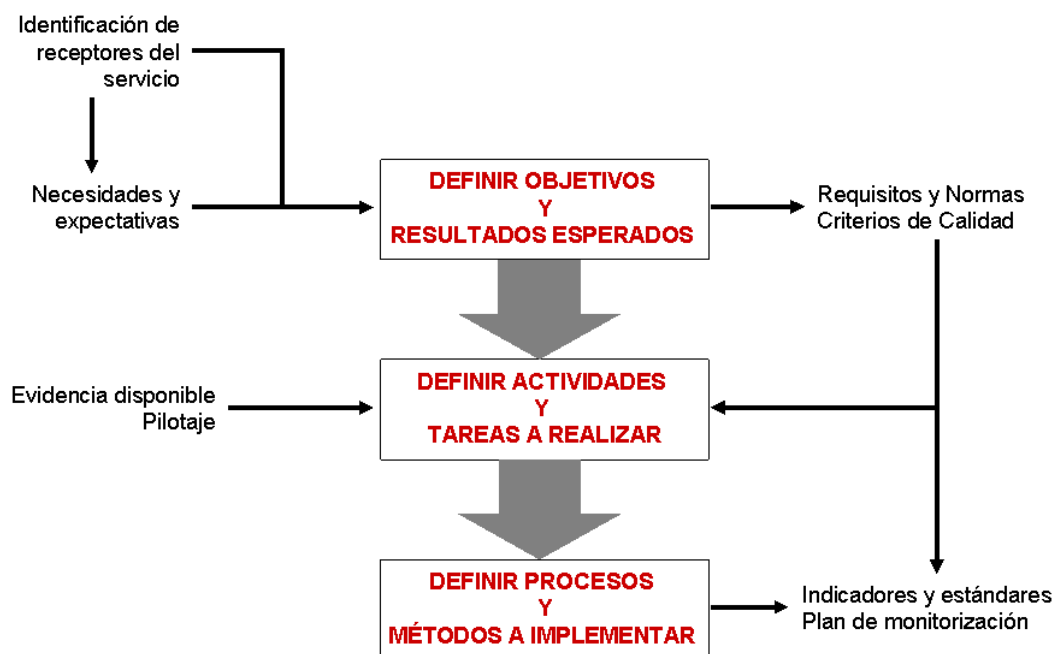 Identificación de
receptores del
servicio
Necesidades y
expectativas
DEFINIR OBJETIVOS
Y
RESULTADOS ESPERADOS
Requisitos y Normas
Criterios de Calidad
Evidencia disponible
Pilotaje
DEFINIR ACTIVIDADES
Y
TAREAS A REALIZAR
DEFINIR PROCESOS
Y
MÉTODOS A IMPLEMENTAR
Indicadores y estándares
Plan de monitorización